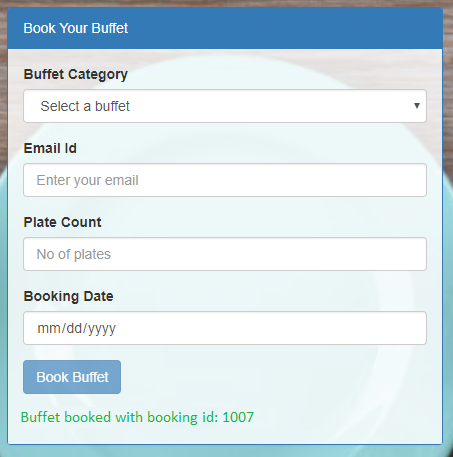 Book Your Buffet
Buffet Category
Select a buffet
Email Id
Enter your email
Plate Count
No of plates
Booking Date
mm/dd/yyyy
Book Buffet
Buffet booked with booking id: 1007